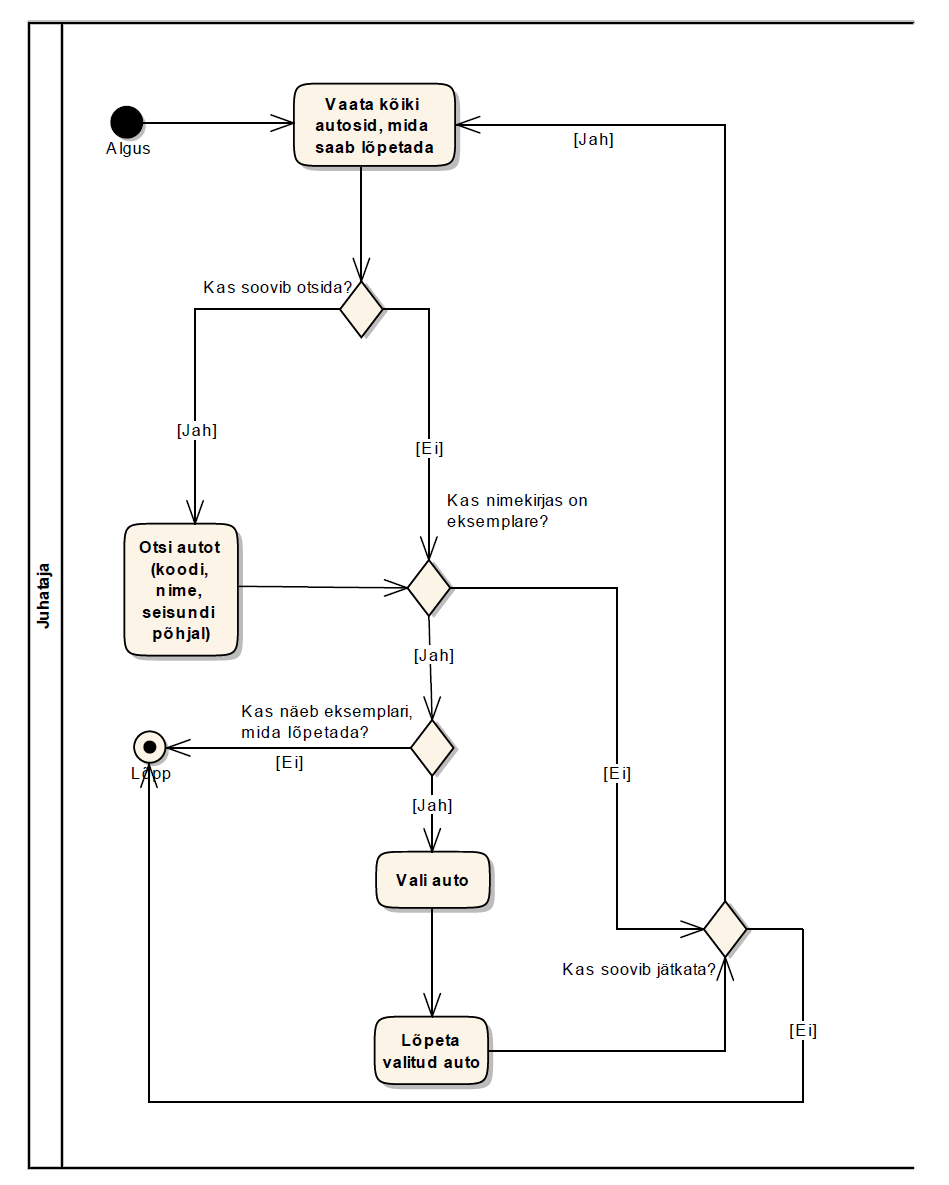 Juhataja
Algus
Vaata kõiki
autosid, mida
saab lõpetada
[Jah]
Kas soovib otsida?
[Jah]
[Ei]
Kas nimekirjas on
eksemplare?
Otsi autot
(koodi,
nime,
seisundi
põhjal)
[Jah]
Kas näeb eksemplari,
mida lõpetada?
[Ei]
Lõpp
[Ei]
[Jah]
Vali auto
Kas soovib jätkata?
[Ei]
Lõpeta
valitud auto